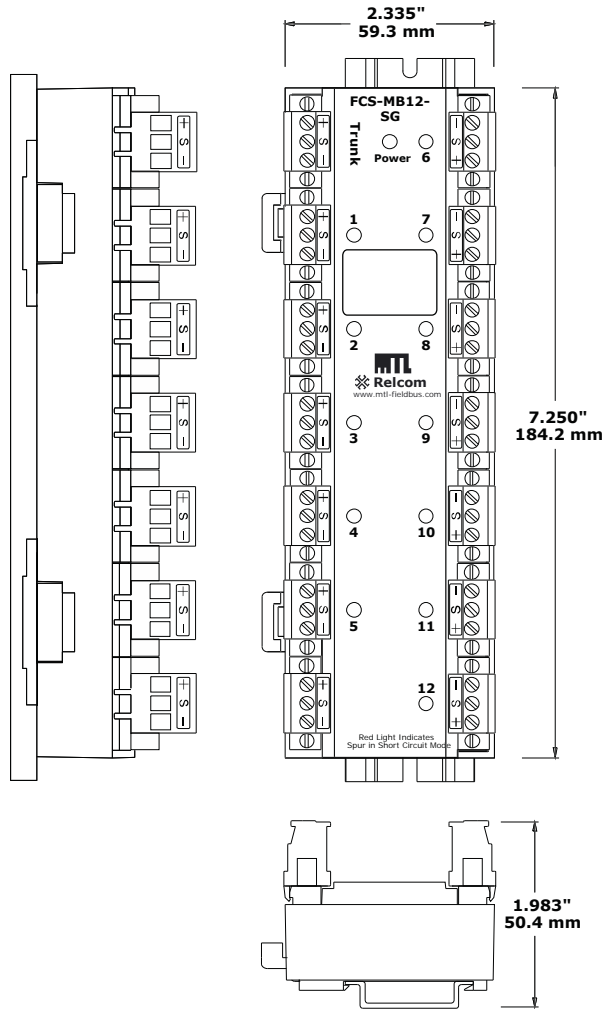 2.335"
59.3 mm
FCS-MB12-
SG
Trunk
Power
6
1
7
2
8
MTL
Relcom
www.mtl-fieldbus.com
3
9
4
10
5
11
12
Red Light Indicates
Spur in Short Circuit Mode
7.250"
184.2 mm
+ S -
+ S -
+ S -
+ S -
+ S -
+ S -
+ S -
+ S -
+ S -
+ S -
+ S -
+ S -
+ S -
+ S -
- S +
- S +
- S +
- S +
- S +
- S +
- S +
1.983"
50.4 mm